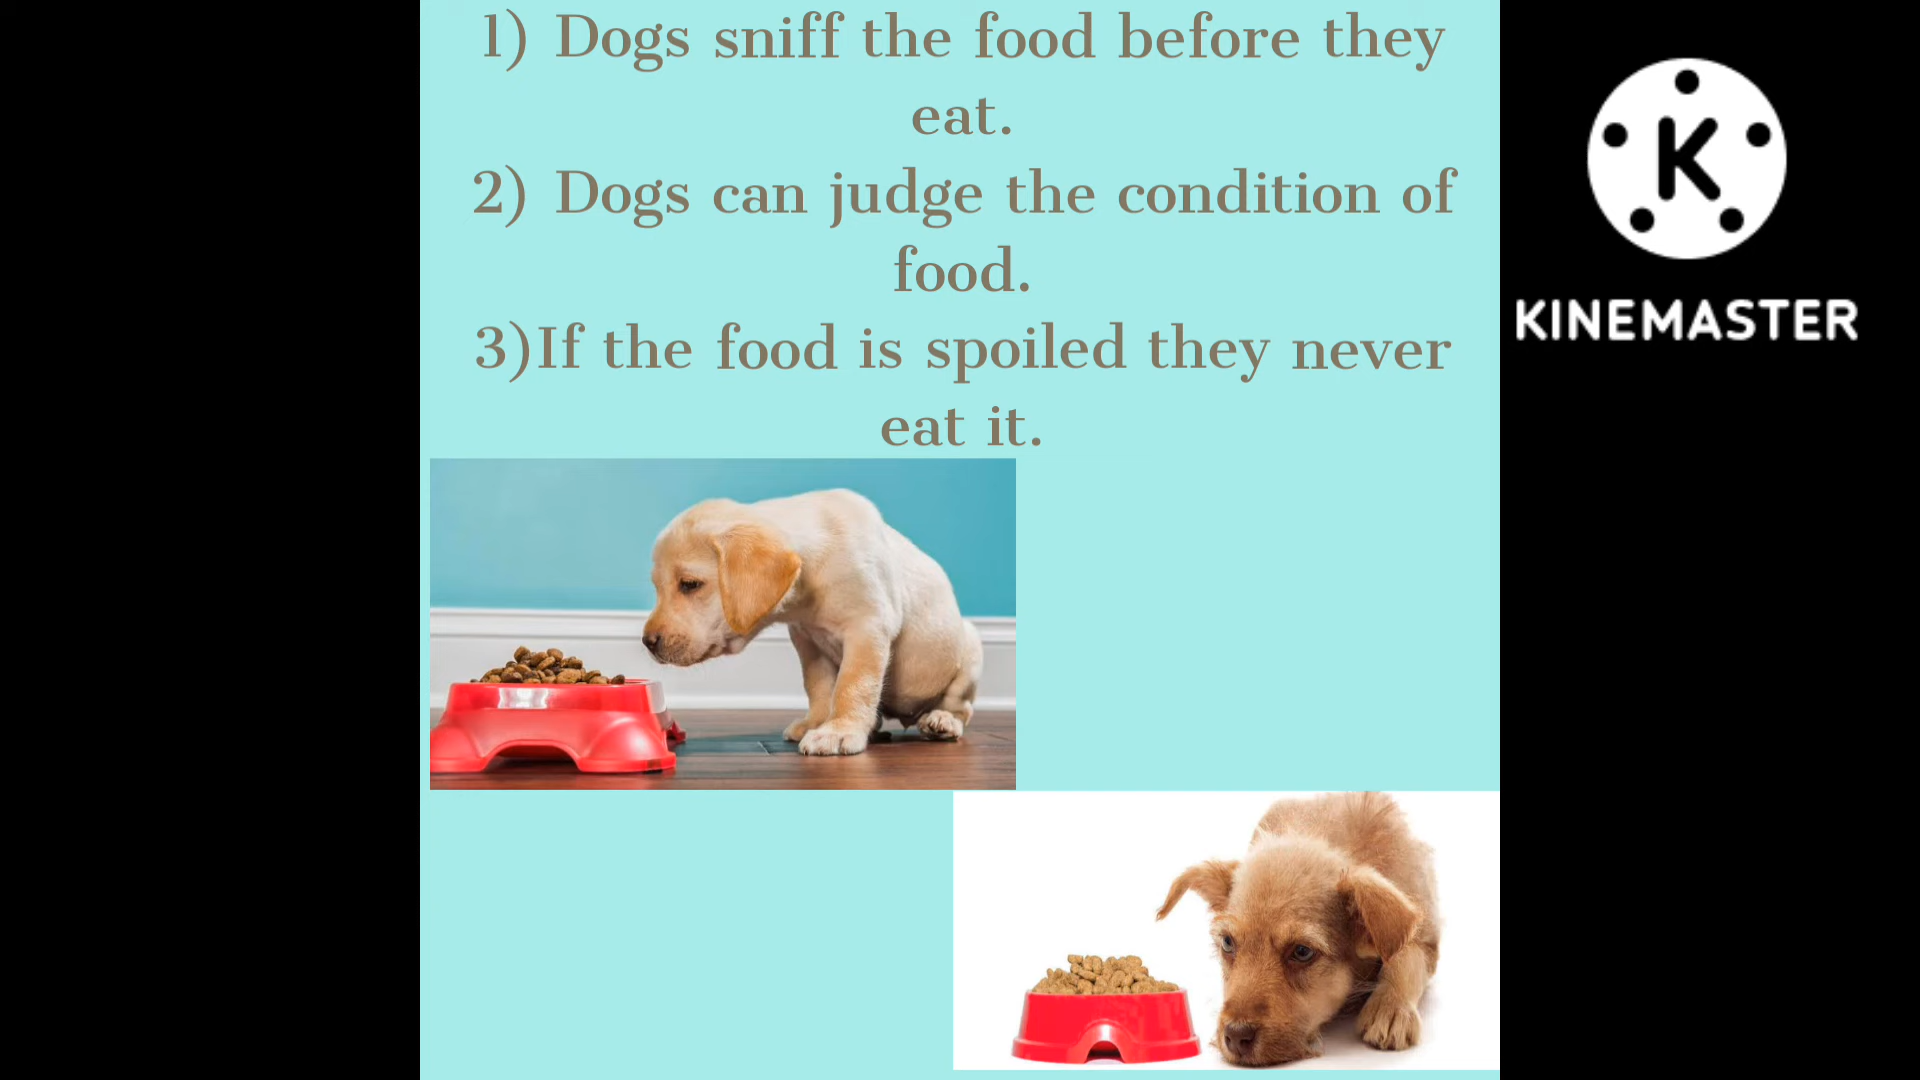 1) Dogs sniff the food before they
eat.
2) Dogs can judge the condition of
food.
3)If the food is spoiled they never
eat it.
K
KINEMASTER